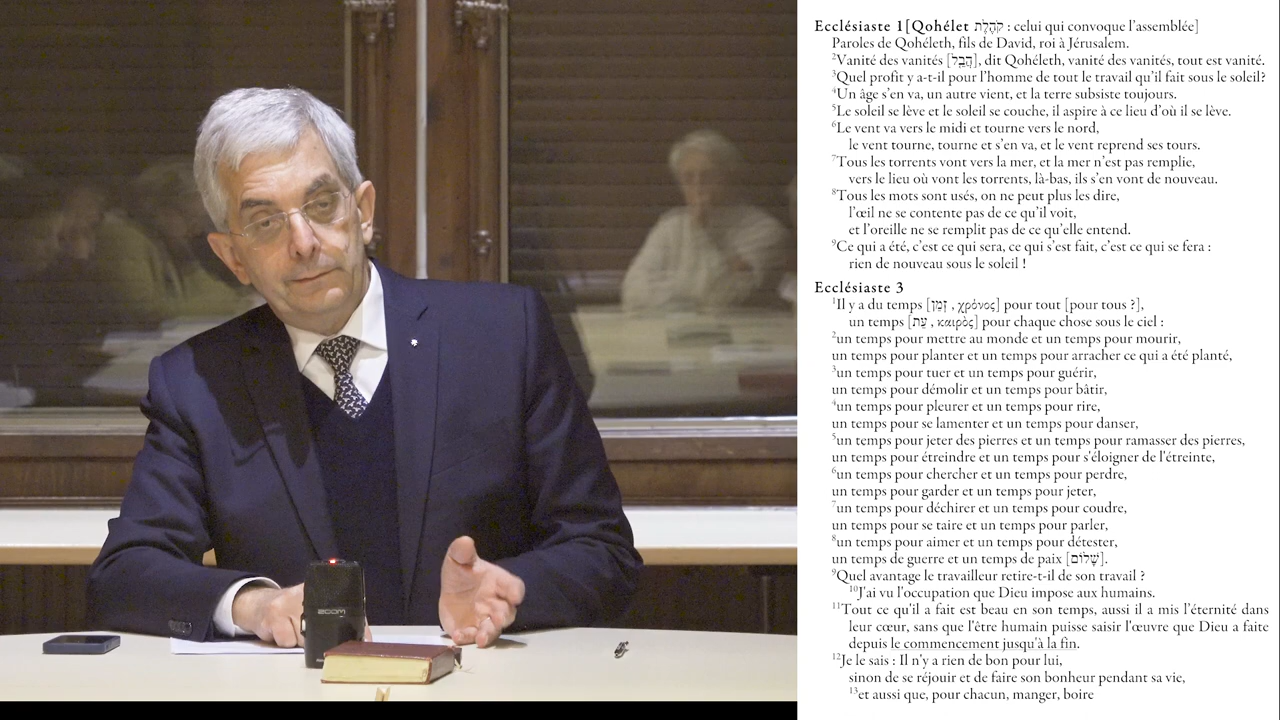 zoom
Ecclésiaste 1[Qohélet קֹהֶלֶת : celui qui convoque l'assemblée]
Paroles de Qohéleth, fils de David, roi à Jérusalem.
²Vanité des vanités [הֲבֵל], dit Qohéleth, vanité des vanités, tout est vanité.
³Quel profit y a-t-il pour l'homme de tout le travail qu'il fait sous le soleil?
⁴Un âge s'en va, un autre vient, et la terre subsiste toujours.
⁵Le soleil se lève et le soleil se couche, il aspire à ce lieu d'où il se lève.
⁶Le vent va vers le midi et tourne vers le nord,
le vent tourne, tourne et s'en va, et le vent reprend ses tours.
⁷Tous les torrents vont vers la mer, et la mer n'est pas remplie,
vers le lieu où vont les torrents, là-bas, ils s'en vont de nouveau.
⁸Tous les mots sont usés, on ne peut plus les dire,
l'œil ne se contente pas de ce qu'il voit,
et l'oreille ne se remplit pas de ce qu'elle entend.
⁹Ce qui a été, c'est ce qui sera, ce qui s'est fait, c'est ce qui se fera :
rien de nouveau sous le soleil !
Ecclésiaste 3
¹Il y a du temps [זְמָן , χρόνος] pour tout [pour tous ?],
un temps [עֵת , καιρὸς] pour chaque chose sous le ciel :
²un temps pour mettre au monde et un temps pour mourir,
un temps pour planter et un temps pour arracher ce qui a été planté,
³un temps pour tuer et un temps pour guérir,
un temps pour démolir et un temps pour bâtir,
⁴un temps pour pleurer et un temps pour rire,
un temps pour se lamenter et un temps pour danser,
⁵un temps pour jeter des pierres et un temps pour ramasser des pierres,
un temps pour étreindre et un temps pour s'éloigner de l'étreinte,
⁶un temps pour chercher et un temps pour perdre,
un temps pour garder et un temps pour jeter,
⁷un temps pour déchirer et un temps pour coudre,
un temps pour se taire et un temps pour parler,
⁸un temps pour aimer et un temps pour détester,
un temps de guerre et un temps de paix [שָׁלוֹם].
⁹Quel avantage le travailleur retire-t-il de son travail ?
¹⁰J'ai vu l'occupation que Dieu impose aux humains.
¹¹Tout ce qu'il a fait est beau en son temps, aussi il a mis l'éternité dans
leur cœur, sans que l'être humain puisse saisir l'œuvre que Dieu a faite
depuis le commencement jusqu'à la fin.
¹²Je le sais : Il n'y a rien de bon pour lui,
sinon de se réjouir et de faire son bonheur pendant sa vie,
¹³et aussi que, pour chacun, manger, boire